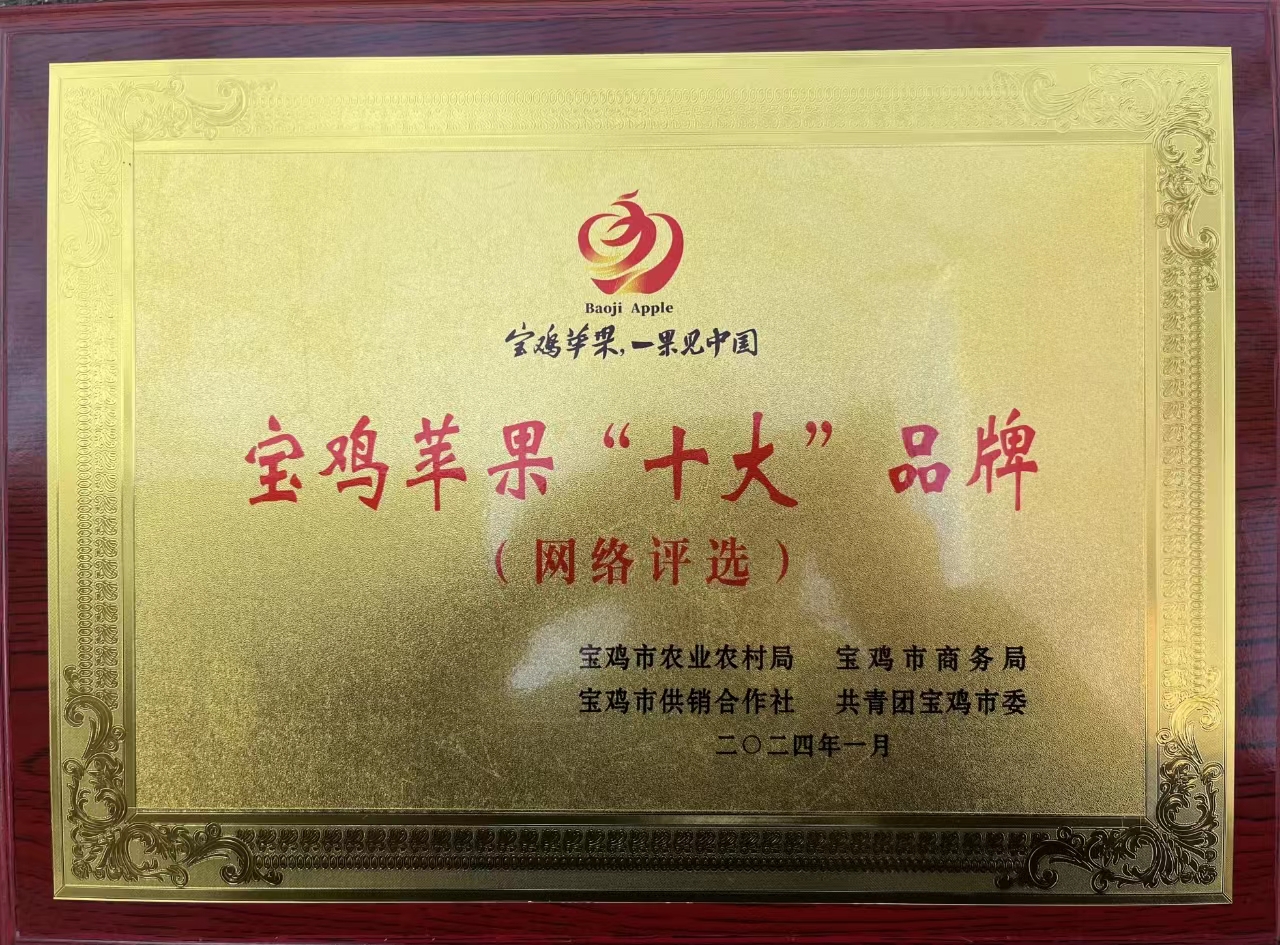 Baoji Apple
宝鸡苹果,一果见中国
宝鸡苹果“十大”品牌
（网络评选）
宝鸡市农业农村局 宝鸡市商务局
宝鸡市供销合作社 共青团宝鸡市委
二〇二四年一月